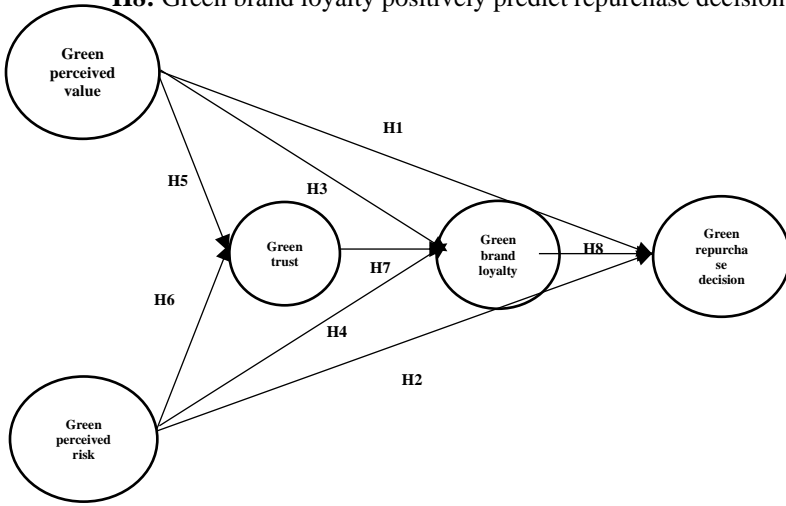 H8: Green brand loyalty positively predict repurchase decision
Green
perceived
value
H1
H5
H3
Green
trust
Green
brand
loyalty
H8
Green
repurcha
se
decision
H7
H6
H4
H2
Green
perceived
risk